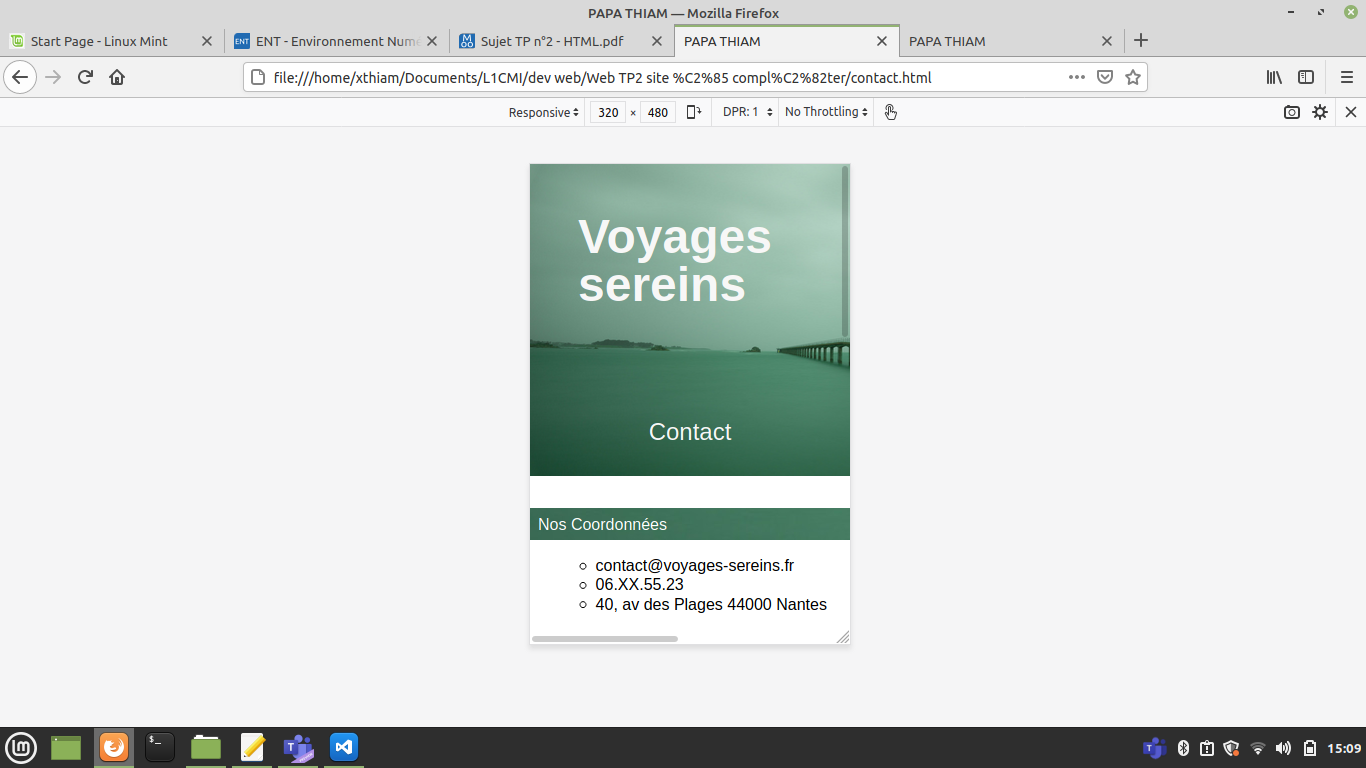 PAPA THIAM — Mozilla Firefox
Start Page - Linux Mint
ENT - Environnement Numé
Sujet TP n°2 - HTML.pdf
PAPA THIAM
PAPA THIAM
file:///home/xthiam/Documents/L1CMI/dev web/Web TP2 site %C2%85 compl%C2%82ter/contact.html
Responsive 320 × 480 DPR: 1 No Throttling
Voyages
sereins
Contact
Nos Coordonnées
contact@voyages-sereins.fr
06.XX.55.23
40, av des Plages 44000 Nantes
15:09